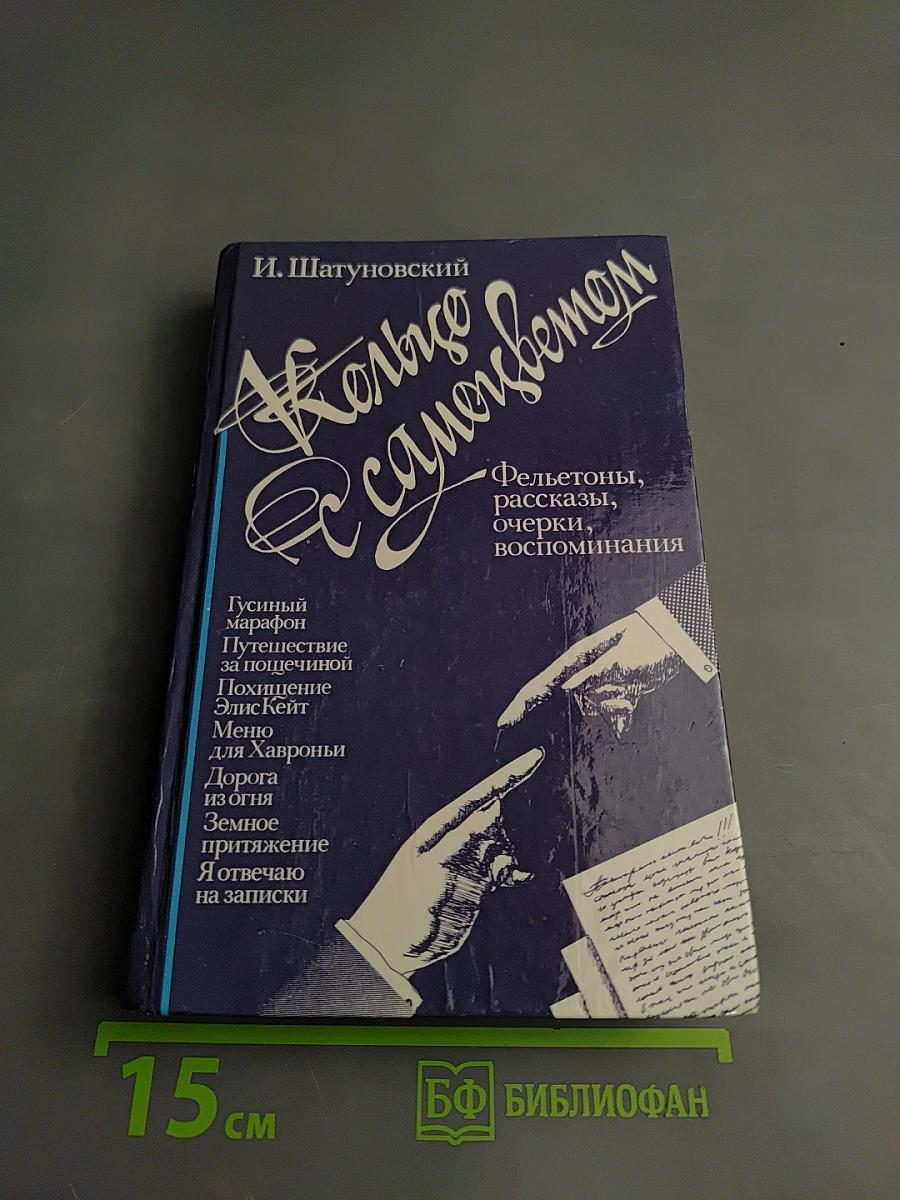 И. Шатуновский
Кольцо
с самоцветом
Фельетоны,
рассказы,
очерки,
воспоминания
Гусиный
марафон
Путешествие
за пощечиной
Похищение
Элис Кейт
Меню
для Хавроньи
Дорога
из огня
Земное
притяжение
Я отвечаю
на записки
15 см
БФ БИБЛИОФАН